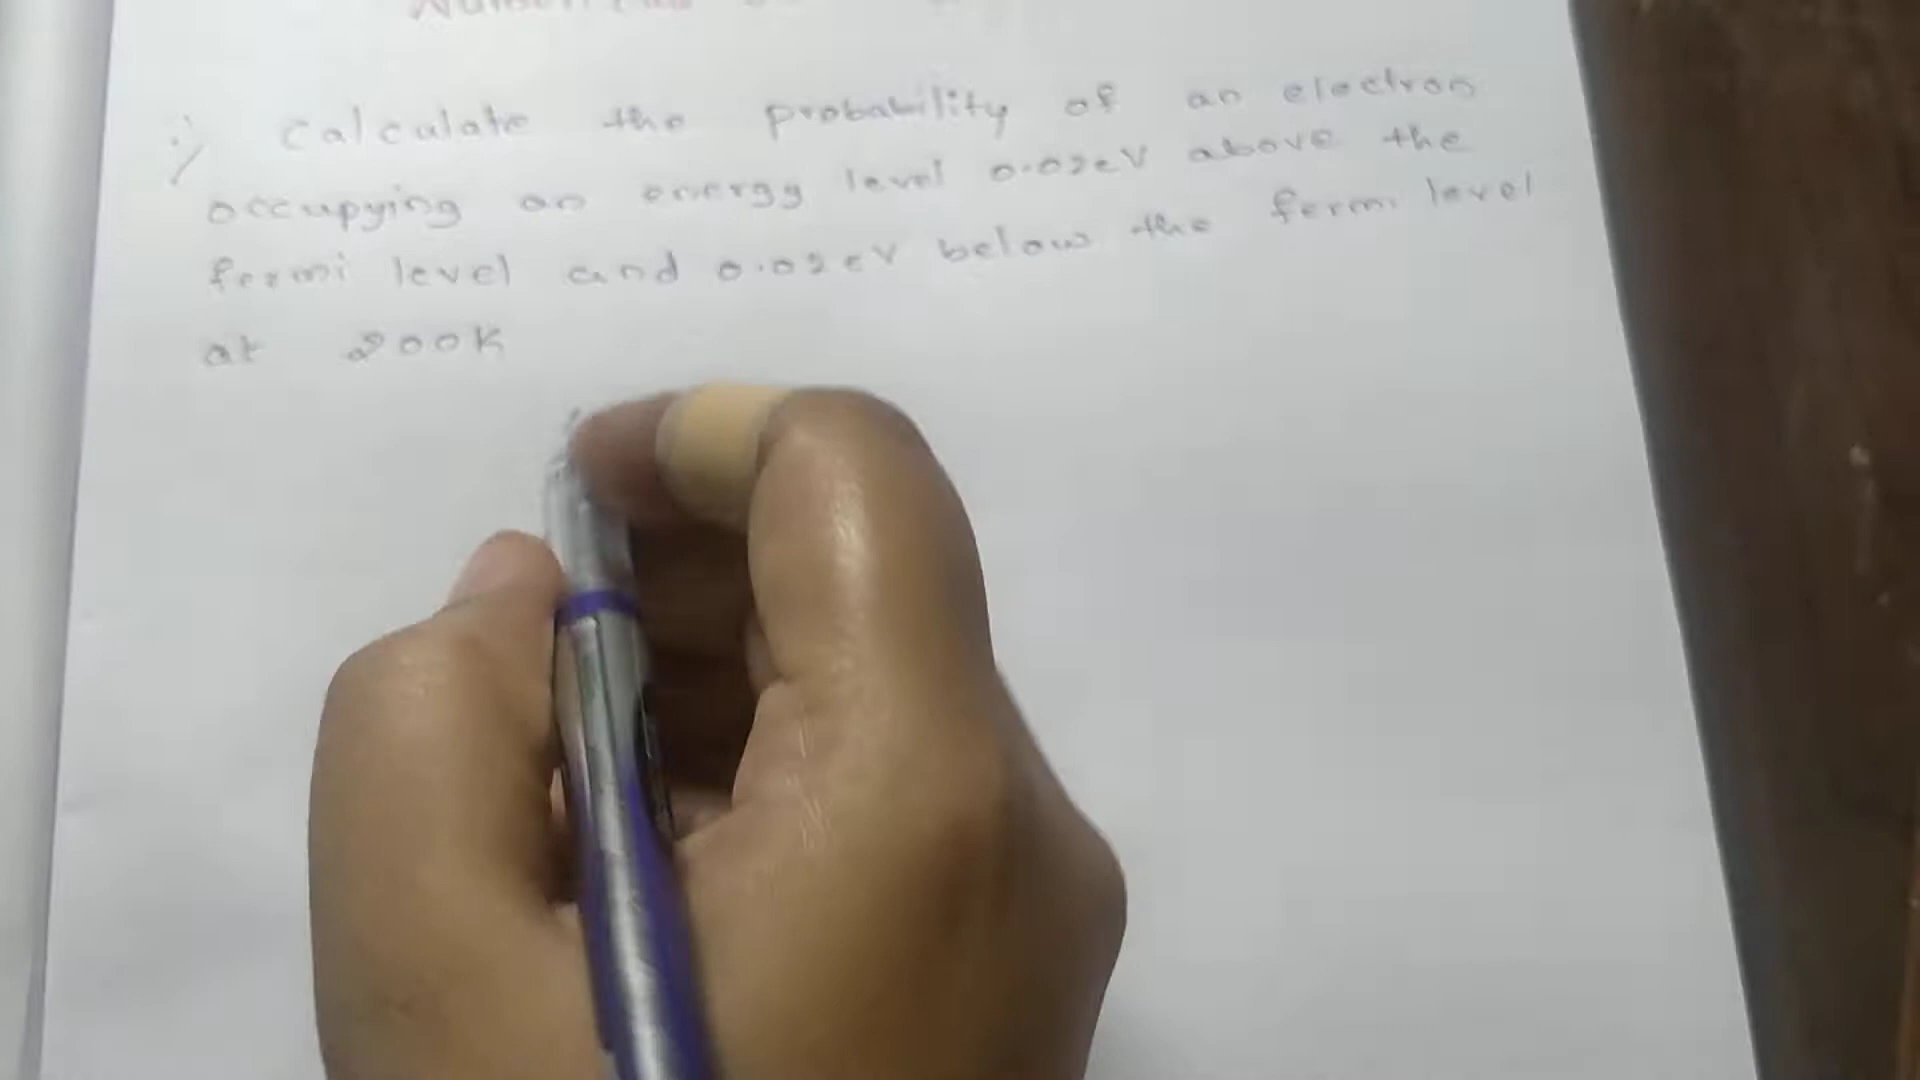 1) Calculate the probability of an electron
occupying an energy level 0.02eV above the
fermi level and 0.02eV below the fermi level
at 200K